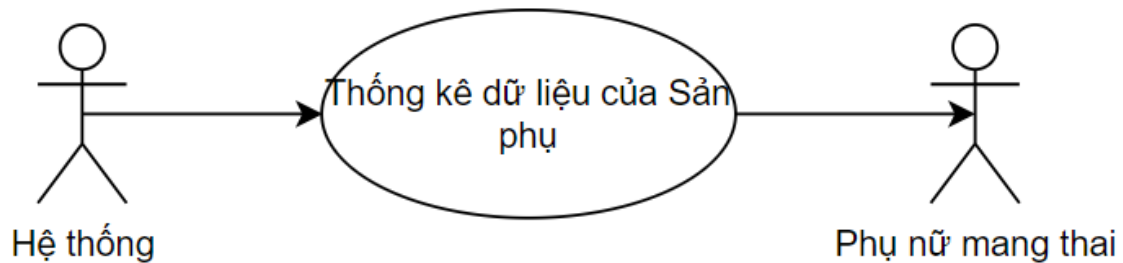 Thống kê dữ liệu của Sản
phụ
Hệ thống
Phụ nữ mang thai